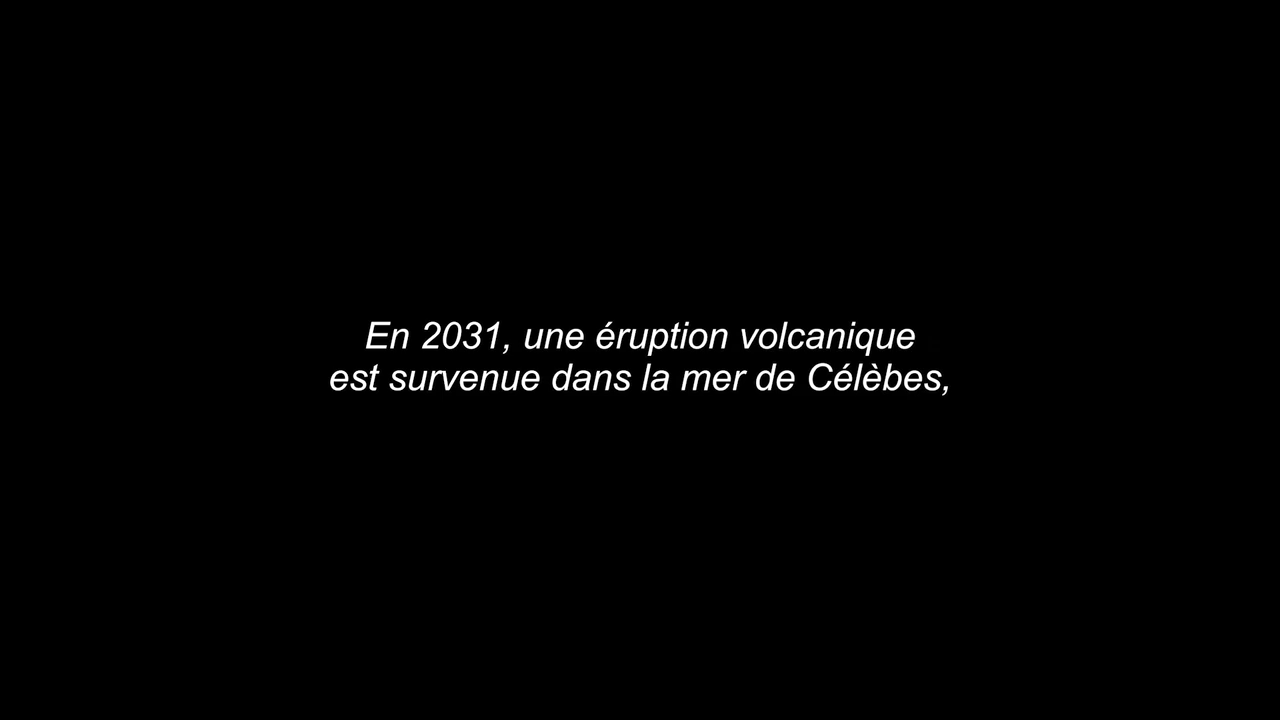 En 2031, une éruption volcanique
est survenue dans la mer de Célèbes,